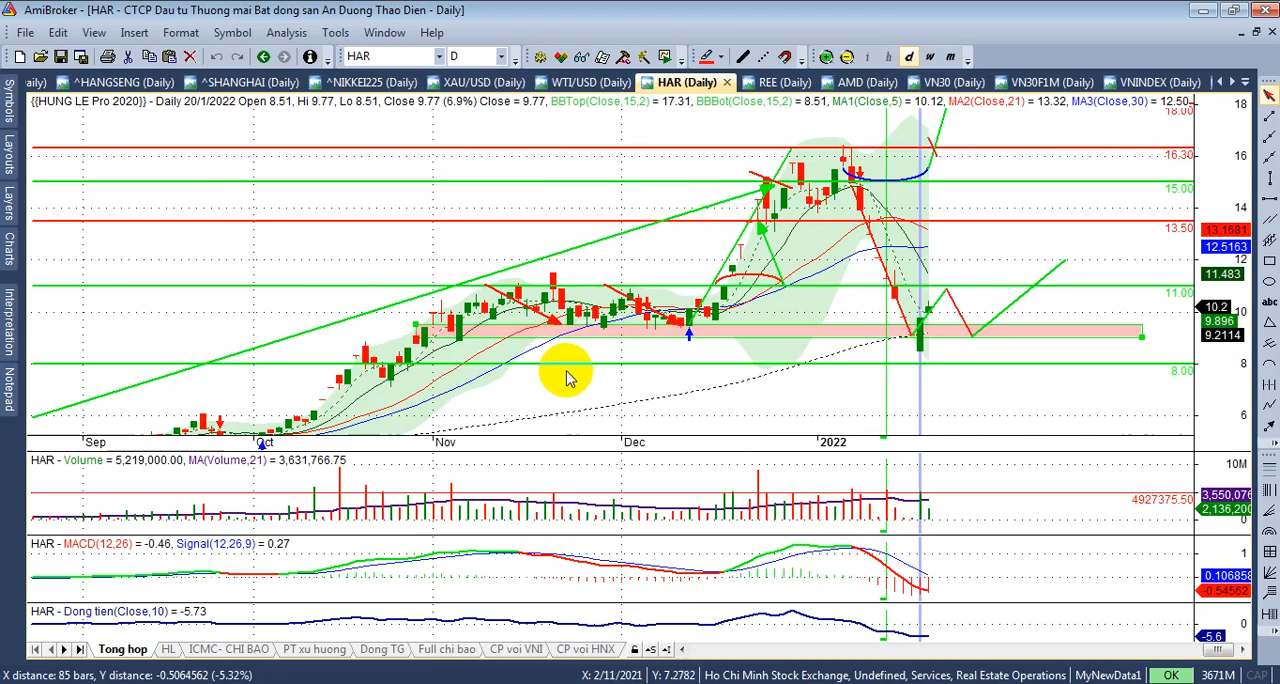 AmiBroker - [HAR - CTCP Dau tu Thuong mai Bat dong san An Duong Thao Dien - Daily]
File Edit View Insert Format Symbol Analysis Tools Window Help
HAR D i h d w m
aily) ^HANGSENG (Daily) ^SHANGHAI (Daily) ^NIKKEI225 (Daily) XAU/USD (Daily) WTI/USD (Daily) HAR (Daily) REE (Daily) AMD (Daily) VN30 (Daily) VN30F1M (Daily) VNINDEX (Daily)
Symbols
Layouts
Layers
Charts
Interpretation
Notepad
abc
{{HUNG LE Pro 2020}} - Daily 20/1/2022 Open 8.51, Hi 9.77, Lo 8.51, Close 9.77 (6.9%) Close = 9.77, BBTop(Close,15,2) = 17.31, BBBot(Close,15,2) = 8.51, MA1(Close,5) = 10.12, MA2(Close,21) = 13.32, MA3(Close,30) = 12.50,
18
18.00
16.30
16
15.00
14
13.50
13.1681
12.5163
12
11.483
11.00
10.2
10
9.896
9.2114
8
8.00
6
Sep Oct Nov Dec 2022
HAR - Volume = 5,219,000.00, MA(Volume,21) = 3,631,766.75
10M
4927375.50
3,550,076
2,136,200
0
HAR - MACD(12,26) = -0.46, Signal(12,26,9) = 0.27
1
0.106858
-0.54562
HAR - Dong tien(Close,10) = -5.73
0
-5.6
Tong hop HL ICMC- CHI BAO PT xu huong Dong TG Full chi bao CP voi VNI CP voi HNX
X distance: 85 bars, Y distance: -0.5064562 (-5.32%) X: 2/11/2021 Y: 7.2782 Ho Chi Minh Stock Exchange, Undefined, Services, Real Estate Operations MyNewData1 OK 3671M CAP